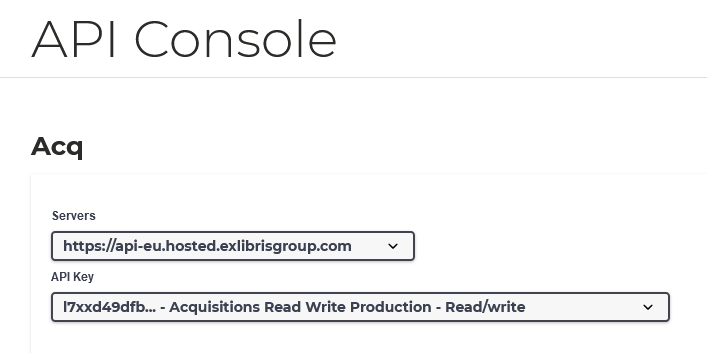 API Console
Acq
Servers
https://api-eu.hosted.exlibrisgroup.com
API Key
l7xxd49dfb... - Acquisitions Read Write Production - Read/write